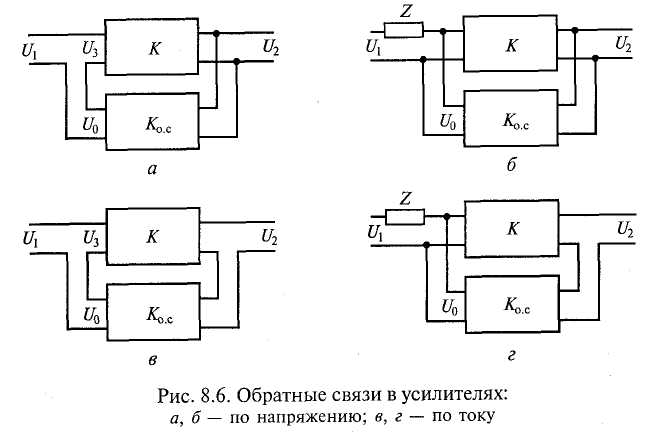 U1 U3 K U2
U0 Kо.с
а
Z
U1 K U2
U0 Kо.с
б
U1 U3 K U2
U0 Kо.с
в
Z
U1 K U2
U0 Kо.с
г
Рис. 8.6. Обратные связи в усилителях:
а, б — по напряжению; в, г — по току